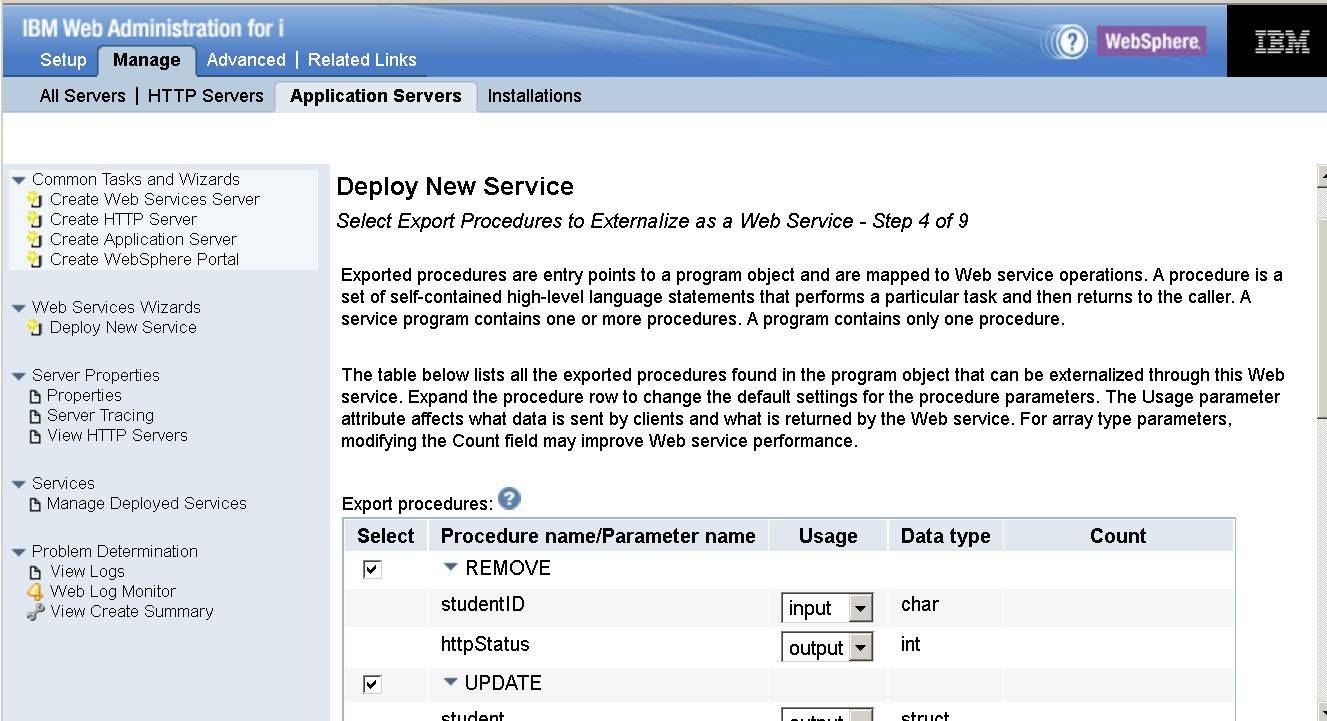 IBM Web Administration for i
WebSphere.
IBM
Setup Manage Advanced | Related Links
All Servers | HTTP Servers Application Servers Installations
Common Tasks and Wizards
Create Web Services Server
Create HTTP Server
Create Application Server
Create WebSphere Portal
Web Services Wizards
Deploy New Service
Server Properties
Properties
Server Tracing
View HTTP Servers
Services
Manage Deployed Services
Problem Determination
View Logs
Web Log Monitor
View Create Summary
Deploy New Service
Select Export Procedures to Externalize as a Web Service - Step 4 of 9
Exported procedures are entry points to a program object and are mapped to Web service operations. A procedure is a
set of self-contained high-level language statements that performs a particular task and then returns to the caller. A
service program contains one or more procedures. A program contains only one procedure.
The table below lists all the exported procedures found in the program object that can be externalized through this Web
service. Expand the procedure row to change the default settings for the procedure parameters. The Usage parameter
attribute affects what data is sent by clients and what is returned by the Web service. For array type parameters,
modifying the Count field may improve Web service performance.
Export procedures: ?
Select Procedure name/Parameter name Usage Data type Count
REMOVE
studentID input char
httpStatus output int
UPDATE
student output struct